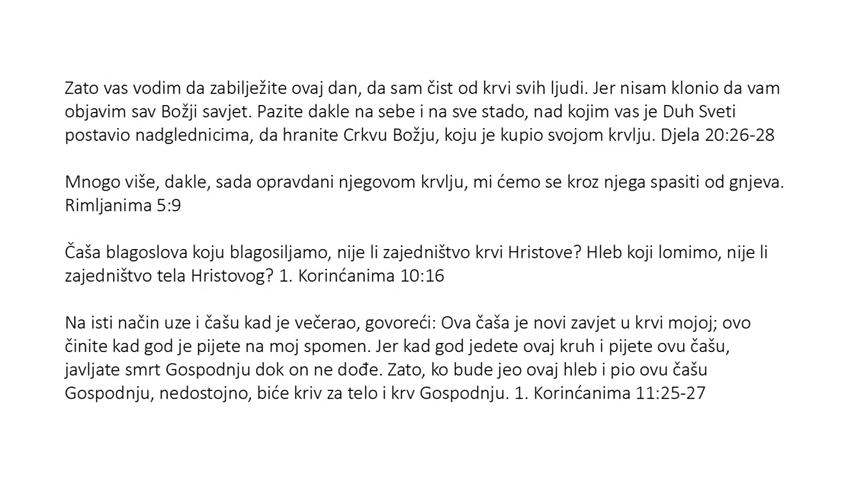 Zato vas vodim da zabilježite ovaj dan, da sam čist od krvi svih ljudi. Jer nisam klonio da vam
objavim sav Božji savjet. Pazite dakle na sebe i na sve stado, nad kojim vas je Duh Sveti
postavio nadglednicima, da hranite Crkvu Božju, koju je kupio svojom krvlju. Djela 20:26-28
Mnogo više, dakle, sada opravdani njegovom krvlju, mi ćemo se kroz njega spasiti od gnjeva.
Rimljanima 5:9
Čaša blagoslova koju blagosiljamo, nije li zajedništvo krvi Hristove? Hleb koji lomimo, nije li
zajedništvo tela Hristovog? 1. Korinćanima 10:16
Na isti način uze i čašu kad je večerao, govoreći: Ova čaša je novi zavjet u krvi mojoj; ovo
činite kad god je pijete na moj spomen. Jer kad god jedete ovaj kruh i pijete ovu čašu,
javljate smrt Gospodnju dok on ne dođe. Zato, ko bude jeo ovaj hleb i pio ovu čašu
Gospodnju, nedostojno, biće kriv za telo i krv Gospodnju. 1. Korinćanima 11:25-27